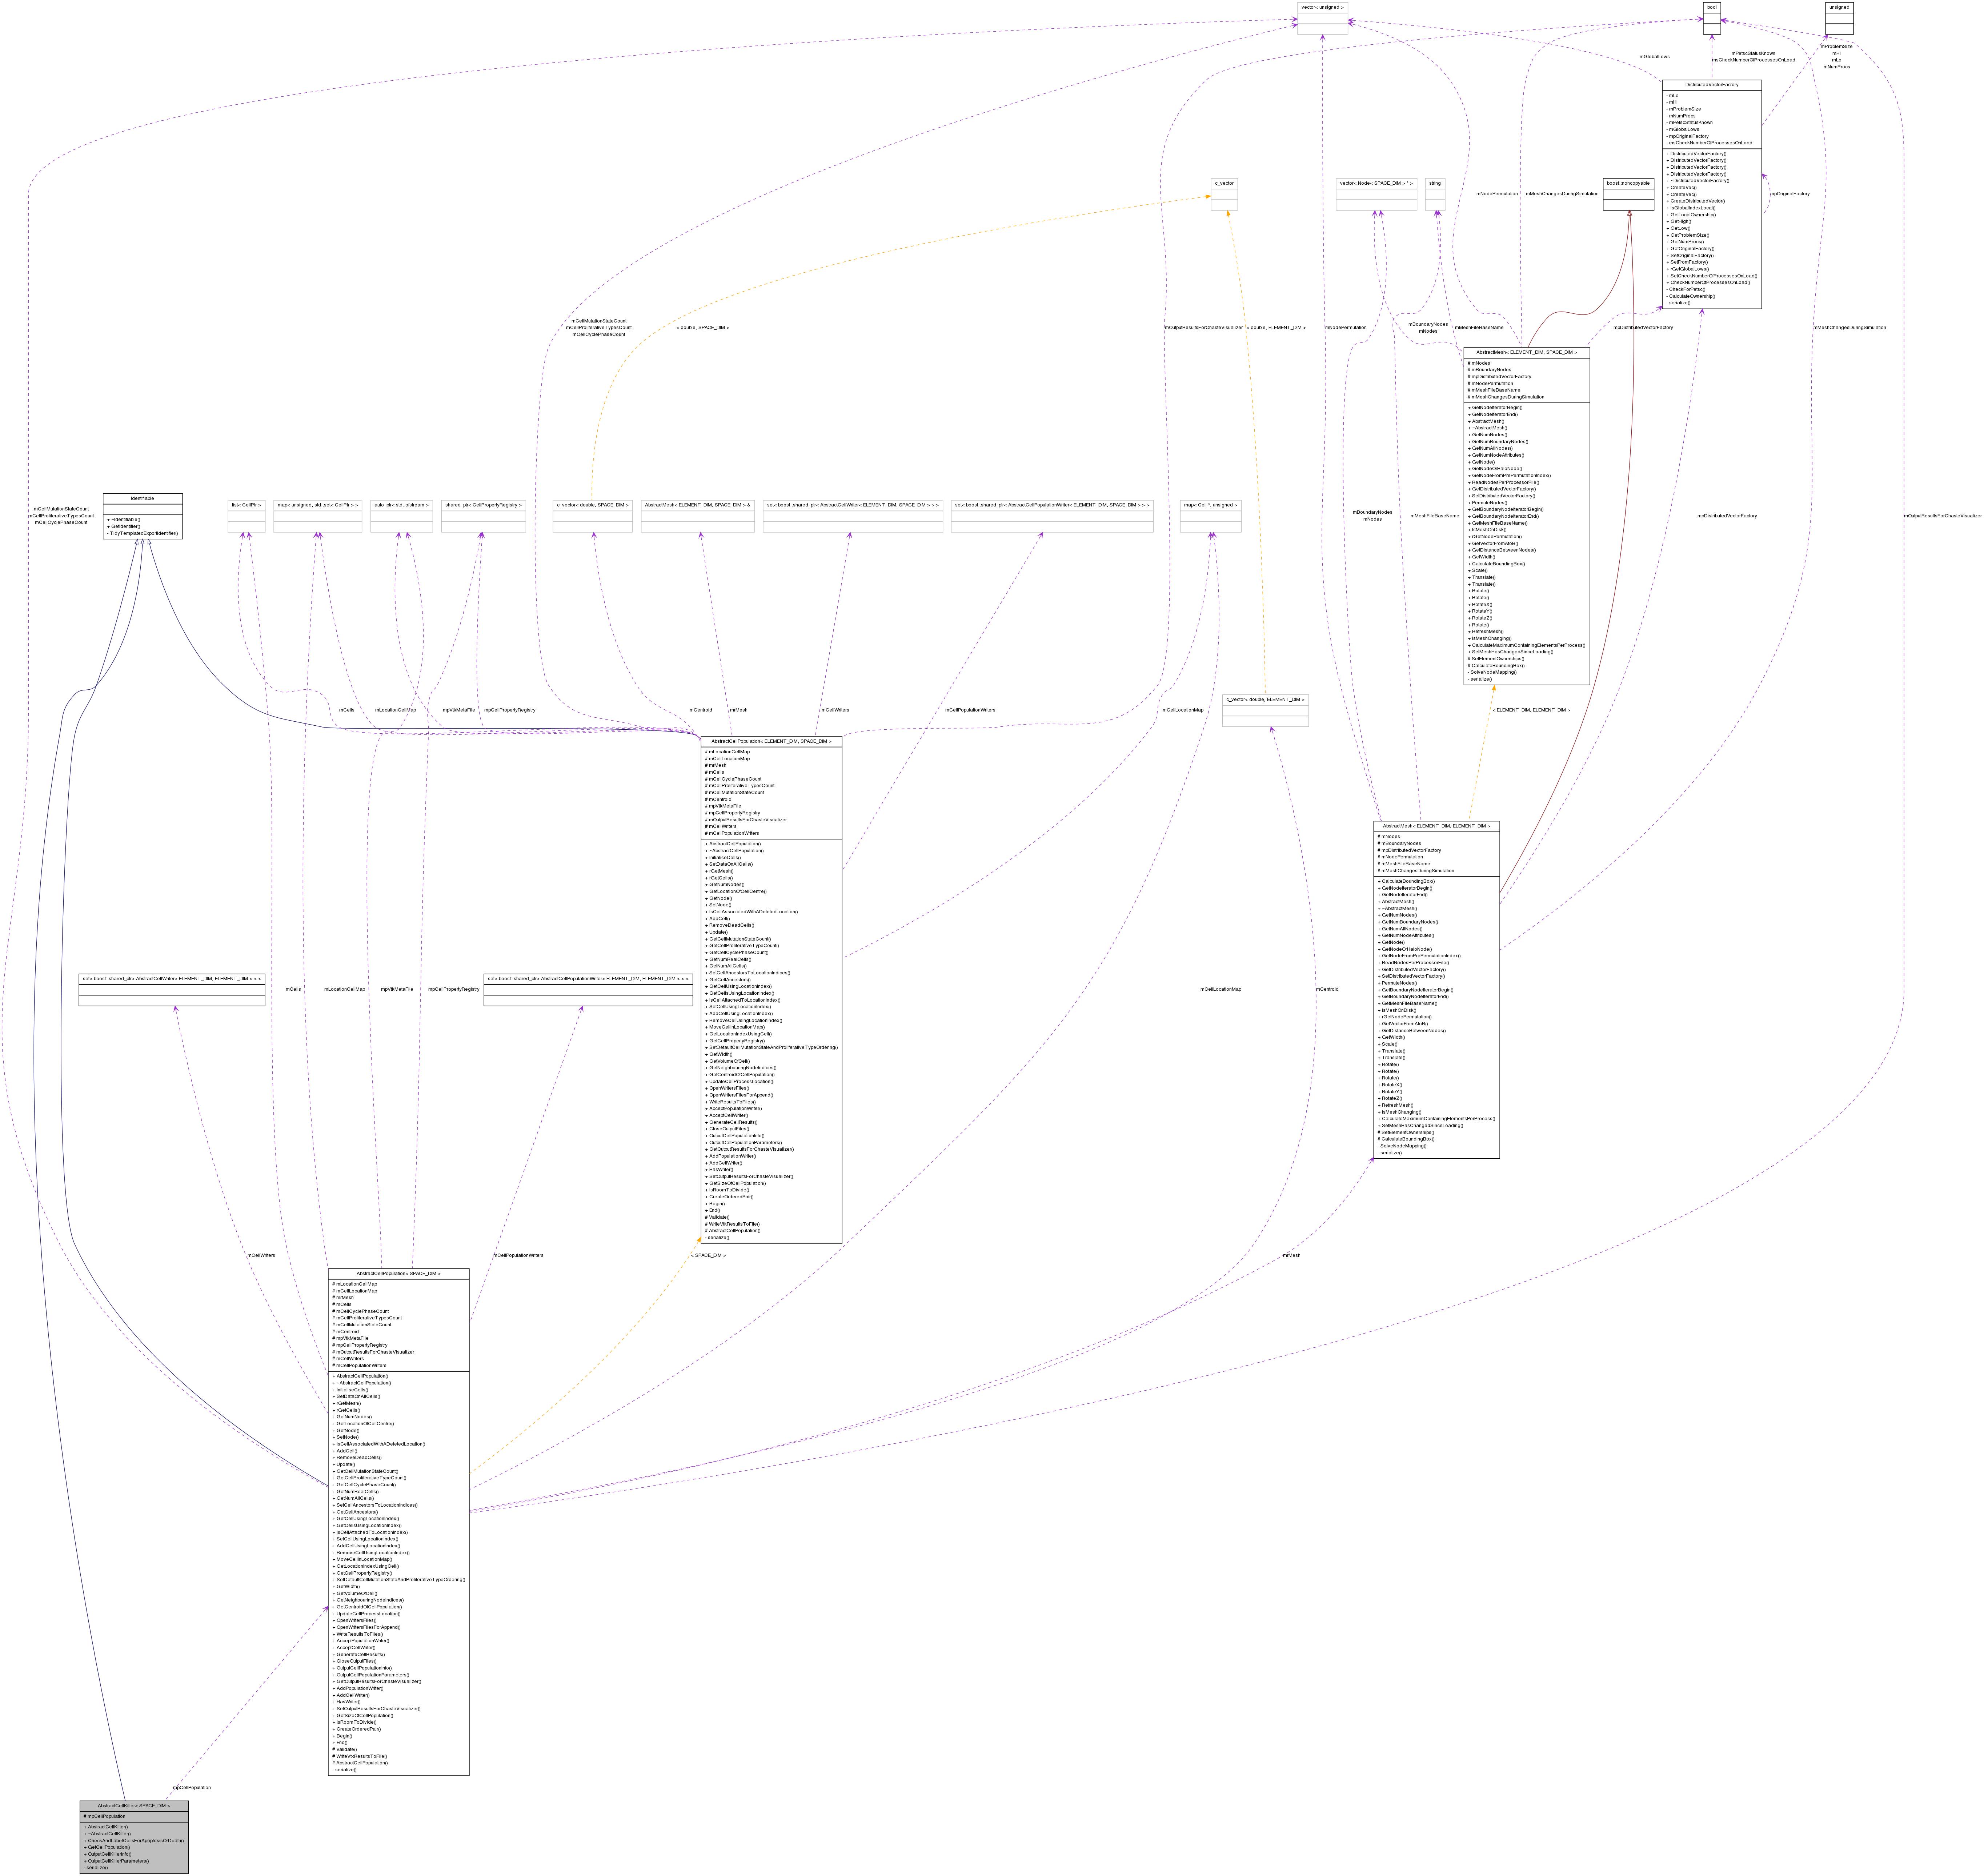 vector< unsigned >
bool
unsigned
mProblemSize
mHi
mLo
mNumProcs
mPetscStatusKnown
msCheckNumberOfProcessesOnLoad
mGlobalLows
DistributedVectorFactory
- mLo
- mHi
- mProblemSize
- mNumProcs
- mPetscStatusKnown
- mGlobalLows
- mpOriginalFactory
- msCheckNumberOfProcessesOnLoad
+ DistributedVectorFactory()
+ DistributedVectorFactory()
+ DistributedVectorFactory()
+ DistributedVectorFactory()
+ ~DistributedVectorFactory()
+ CreateVec()
+ CreateVec()
+ CreateDistributedVector()
+ IsGlobalIndexLocal()
+ GetLocalOwnership()
+ GetHigh()
+ GetLow()
+ GetProblemSize()
+ GetNumProcs()
+ GetOriginalFactory()
+ SetOriginalFactory()
+ SetFromFactory()
+ rGetGlobalLows()
+ SetCheckNumberOfProcessesOnLoad()
+ CheckNumberOfProcessesOnLoad()
- CheckForPetsc()
- CalculateOwnership()
- serialize()
c_vector
vector< Node< SPACE_DIM > * >
string
boost::noncopyable
mNodePermutation
mMeshChangesDuringSimulation
mpOriginalFactory
mCellMutationStateCount
mCellProliferativeTypesCount
mCellCyclePhaseCount
< double, SPACE_DIM >
mOutputResultsForChasteVisualizer
< double, ELEMENT_DIM >
mNodePermutation
mBoundaryNodes
mNodes
mMeshFileBaseName
mpDistributedVectorFactory
mMeshChangesDuringSimulation
AbstractMesh< ELEMENT_DIM, SPACE_DIM >
# mNodes
# mBoundaryNodes
# mpDistributedVectorFactory
# mNodePermutation
# mMeshFileBaseName
# mMeshChangesDuringSimulation
+ GetNodeIteratorBegin()
+ GetNodeIteratorEnd()
+ AbstractMesh()
+ ~AbstractMesh()
+ GetNumNodes()
+ GetNumBoundaryNodes()
+ GetNumAllNodes()
+ GetNumNodeAttributes()
+ GetNode()
+ GetNodeOrHaloNode()
+ GetNodeFromPrePermutationIndex()
+ ReadNodesPerProcessorFile()
+ GetDistributedVectorFactory()
+ SetDistributedVectorFactory()
+ PermuteNodes()
+ GetBoundaryNodeIteratorBegin()
+ GetBoundaryNodeIteratorEnd()
+ GetMeshFileBaseName()
+ IsMeshOnDisk()
+ rGetNodePermutation()
+ GetVectorFromAtoB()
+ GetDistanceBetweenNodes()
+ GetWidth()
+ CalculateBoundingBox()
+ Scale()
+ Translate()
+ Translate()
+ Rotate()
+ Rotate()
+ RotateX()
+ RotateY()
+ RotateZ()
+ Rotate()
+ RefreshMesh()
+ IsMeshChanging()
+ CalculateMaximumContainingElementsPerProcess()
+ SetMeshHasChangedSinceLoading()
# SetElementOwnerships()
# CalculateBoundingBox()
- SolveNodeMapping()
- serialize()
mCellMutationStateCount
mCellProliferativeTypesCount
mCellCyclePhaseCount
Identifiable
+ ~Identifiable()
+ GetIdentifier()
- TidyTemplatedExportIdentifier()
list< CellPtr >
map< unsigned, std::set< CellPtr > >
auto_ptr< std::ofstream >
shared_ptr< CellPropertyRegistry >
c_vector< double, SPACE_DIM >
AbstractMesh< ELEMENT_DIM, SPACE_DIM > &
set< boost::shared_ptr< AbstractCellWriter< ELEMENT_DIM, SPACE_DIM > > >
set< boost::shared_ptr< AbstractCellPopulationWriter< ELEMENT_DIM, SPACE_DIM > > >
map< Cell *, unsigned >
mBoundaryNodes
mNodes
mMeshFileBaseName
mpDistributedVectorFactory
mOutputResultsForChasteVisualizer
c_vector< double, ELEMENT_DIM >
mCells
mLocationCellMap
mpVtkMetaFile
mpCellPropertyRegistry
mCentroid
mrMesh
mCellWriters
mCellPopulationWriters
mCellLocationMap
< ELEMENT_DIM, ELEMENT_DIM >
AbstractCellPopulation< ELEMENT_DIM, SPACE_DIM >
# mLocationCellMap
# mCellLocationMap
# mrMesh
# mCells
# mCellCyclePhaseCount
# mCellProliferativeTypesCount
# mCellMutationStateCount
# mCentroid
# mpVtkMetaFile
# mpCellPropertyRegistry
# mOutputResultsForChasteVisualizer
# mCellWriters
# mCellPopulationWriters
+ AbstractCellPopulation()
+ ~AbstractCellPopulation()
+ InitialiseCells()
+ SetDataOnAllCells()
+ rGetMesh()
+ rGetCells()
+ GetNumNodes()
+ GetLocationOfCellCentre()
+ GetNode()
+ SetNode()
+ IsCellAssociatedWithADeletedLocation()
+ AddCell()
+ RemoveDeadCells()
+ Update()
+ GetCellMutationStateCount()
+ GetCellProliferativeTypeCount()
+ GetCellCyclePhaseCount()
+ GetNumRealCells()
+ GetNumAllCells()
+ SetCellAncestorsToLocationIndices()
+ GetCellAncestors()
+ GetCellUsingLocationIndex()
+ GetCellsUsingLocationIndex()
+ IsCellAttachedToLocationIndex()
+ SetCellUsingLocationIndex()
+ AddCellUsingLocationIndex()
+ RemoveCellUsingLocationIndex()
+ MoveCellInLocationMap()
+ GetLocationIndexUsingCell()
+ GetCellPropertyRegistry()
+ SetDefaultCellMutationStateAndProliferativeTypeOrdering()
+ GetWidth()
+ GetVolumeOfCell()
+ GetNeighbouringNodeIndices()
+ GetCentroidOfCellPopulation()
+ UpdateCellProcessLocation()
+ OpenWritersFiles()
+ OpenWritersFilesForAppend()
+ WriteResultsToFiles()
+ AcceptPopulationWriter()
+ AcceptCellWriter()
+ GenerateCellResults()
+ CloseOutputFiles()
+ OutputCellPopulationInfo()
+ OutputCellPopulationParameters()
+ GetOutputResultsForChasteVisualizer()
+ AddPopulationWriter()
+ AddCellWriter()
+ HasWriter()
+ SetOutputResultsForChasteVisualizer()
+ GetSizeOfCellPopulation()
+ IsRoomToDivide()
+ CreateOrderedPair()
+ Begin()
+ End()
# Validate()
# WriteVtkResultsToFile()
# AbstractCellPopulation()
- serialize()
AbstractMesh< ELEMENT_DIM, ELEMENT_DIM >
# mNodes
# mBoundaryNodes
# mpDistributedVectorFactory
# mNodePermutation
# mMeshFileBaseName
# mMeshChangesDuringSimulation
+ CalculateBoundingBox()
+ GetNodeIteratorBegin()
+ GetNodeIteratorEnd()
+ AbstractMesh()
+ ~AbstractMesh()
+ GetNumNodes()
+ GetNumBoundaryNodes()
+ GetNumAllNodes()
+ GetNumNodeAttributes()
+ GetNode()
+ GetNodeOrHaloNode()
+ GetNodeFromPrePermutationIndex()
+ ReadNodesPerProcessorFile()
+ GetDistributedVectorFactory()
+ SetDistributedVectorFactory()
+ PermuteNodes()
+ GetBoundaryNodeIteratorBegin()
+ GetBoundaryNodeIteratorEnd()
+ GetMeshFileBaseName()
+ IsMeshOnDisk()
+ rGetNodePermutation()
+ GetVectorFromAtoB()
+ GetDistanceBetweenNodes()
+ GetWidth()
+ Scale()
+ Translate()
+ Translate()
+ Rotate()
+ Rotate()
+ Rotate()
+ RotateX()
+ RotateY()
+ RotateZ()
+ RefreshMesh()
+ IsMeshChanging()
+ CalculateMaximumContainingElementsPerProcess()
+ SetMeshHasChangedSinceLoading()
# SetElementOwnerships()
# CalculateBoundingBox()
- SolveNodeMapping()
- serialize()
set< boost::shared_ptr< AbstractCellWriter< ELEMENT_DIM, ELEMENT_DIM > > >
set< boost::shared_ptr< AbstractCellPopulationWriter< ELEMENT_DIM, ELEMENT_DIM > > >
mCells
mLocationCellMap
mpVtkMetaFile
mpCellPropertyRegistry
mCellLocationMap
mCentroid
mCellWriters
mCellPopulationWriters
< SPACE_DIM >
mrMesh
AbstractCellPopulation< SPACE_DIM >
# mLocationCellMap
# mCellLocationMap
# mrMesh
# mCells
# mCellCyclePhaseCount
# mCellProliferativeTypesCount
# mCellMutationStateCount
# mCentroid
# mpVtkMetaFile
# mpCellPropertyRegistry
# mOutputResultsForChasteVisualizer
# mCellWriters
# mCellPopulationWriters
+ AbstractCellPopulation()
+ ~AbstractCellPopulation()
+ InitialiseCells()
+ SetDataOnAllCells()
+ rGetMesh()
+ rGetCells()
+ GetNumNodes()
+ GetLocationOfCellCentre()
+ GetNode()
+ SetNode()
+ IsCellAssociatedWithADeletedLocation()
+ AddCell()
+ RemoveDeadCells()
+ Update()
+ GetCellMutationStateCount()
+ GetCellProliferativeTypeCount()
+ GetCellCyclePhaseCount()
+ GetNumRealCells()
+ GetNumAllCells()
+ SetCellAncestorsToLocationIndices()
+ GetCellAncestors()
+ GetCellUsingLocationIndex()
+ GetCellsUsingLocationIndex()
+ IsCellAttachedToLocationIndex()
+ SetCellUsingLocationIndex()
+ AddCellUsingLocationIndex()
+ RemoveCellUsingLocationIndex()
+ MoveCellInLocationMap()
+ GetLocationIndexUsingCell()
+ GetCellPropertyRegistry()
+ SetDefaultCellMutationStateAndProliferativeTypeOrdering()
+ GetWidth()
+ GetVolumeOfCell()
+ GetNeighbouringNodeIndices()
+ GetCentroidOfCellPopulation()
+ UpdateCellProcessLocation()
+ OpenWritersFiles()
+ OpenWritersFilesForAppend()
+ WriteResultsToFiles()
+ AcceptPopulationWriter()
+ AcceptCellWriter()
+ GenerateCellResults()
+ CloseOutputFiles()
+ OutputCellPopulationInfo()
+ OutputCellPopulationParameters()
+ GetOutputResultsForChasteVisualizer()
+ AddPopulationWriter()
+ AddCellWriter()
+ HasWriter()
+ SetOutputResultsForChasteVisualizer()
+ GetSizeOfCellPopulation()
+ IsRoomToDivide()
+ CreateOrderedPair()
+ Begin()
+ End()
# Validate()
# WriteVtkResultsToFile()
# AbstractCellPopulation()
- serialize()
mpCellPopulation
AbstractCellKiller< SPACE_DIM >
# mpCellPopulation
+ AbstractCellKiller()
+ ~AbstractCellKiller()
+ CheckAndLabelCellsForApoptosisOrDeath()
+ GetCellPopulation()
+ OutputCellKillerInfo()
+ OutputCellKillerParameters()
- serialize()